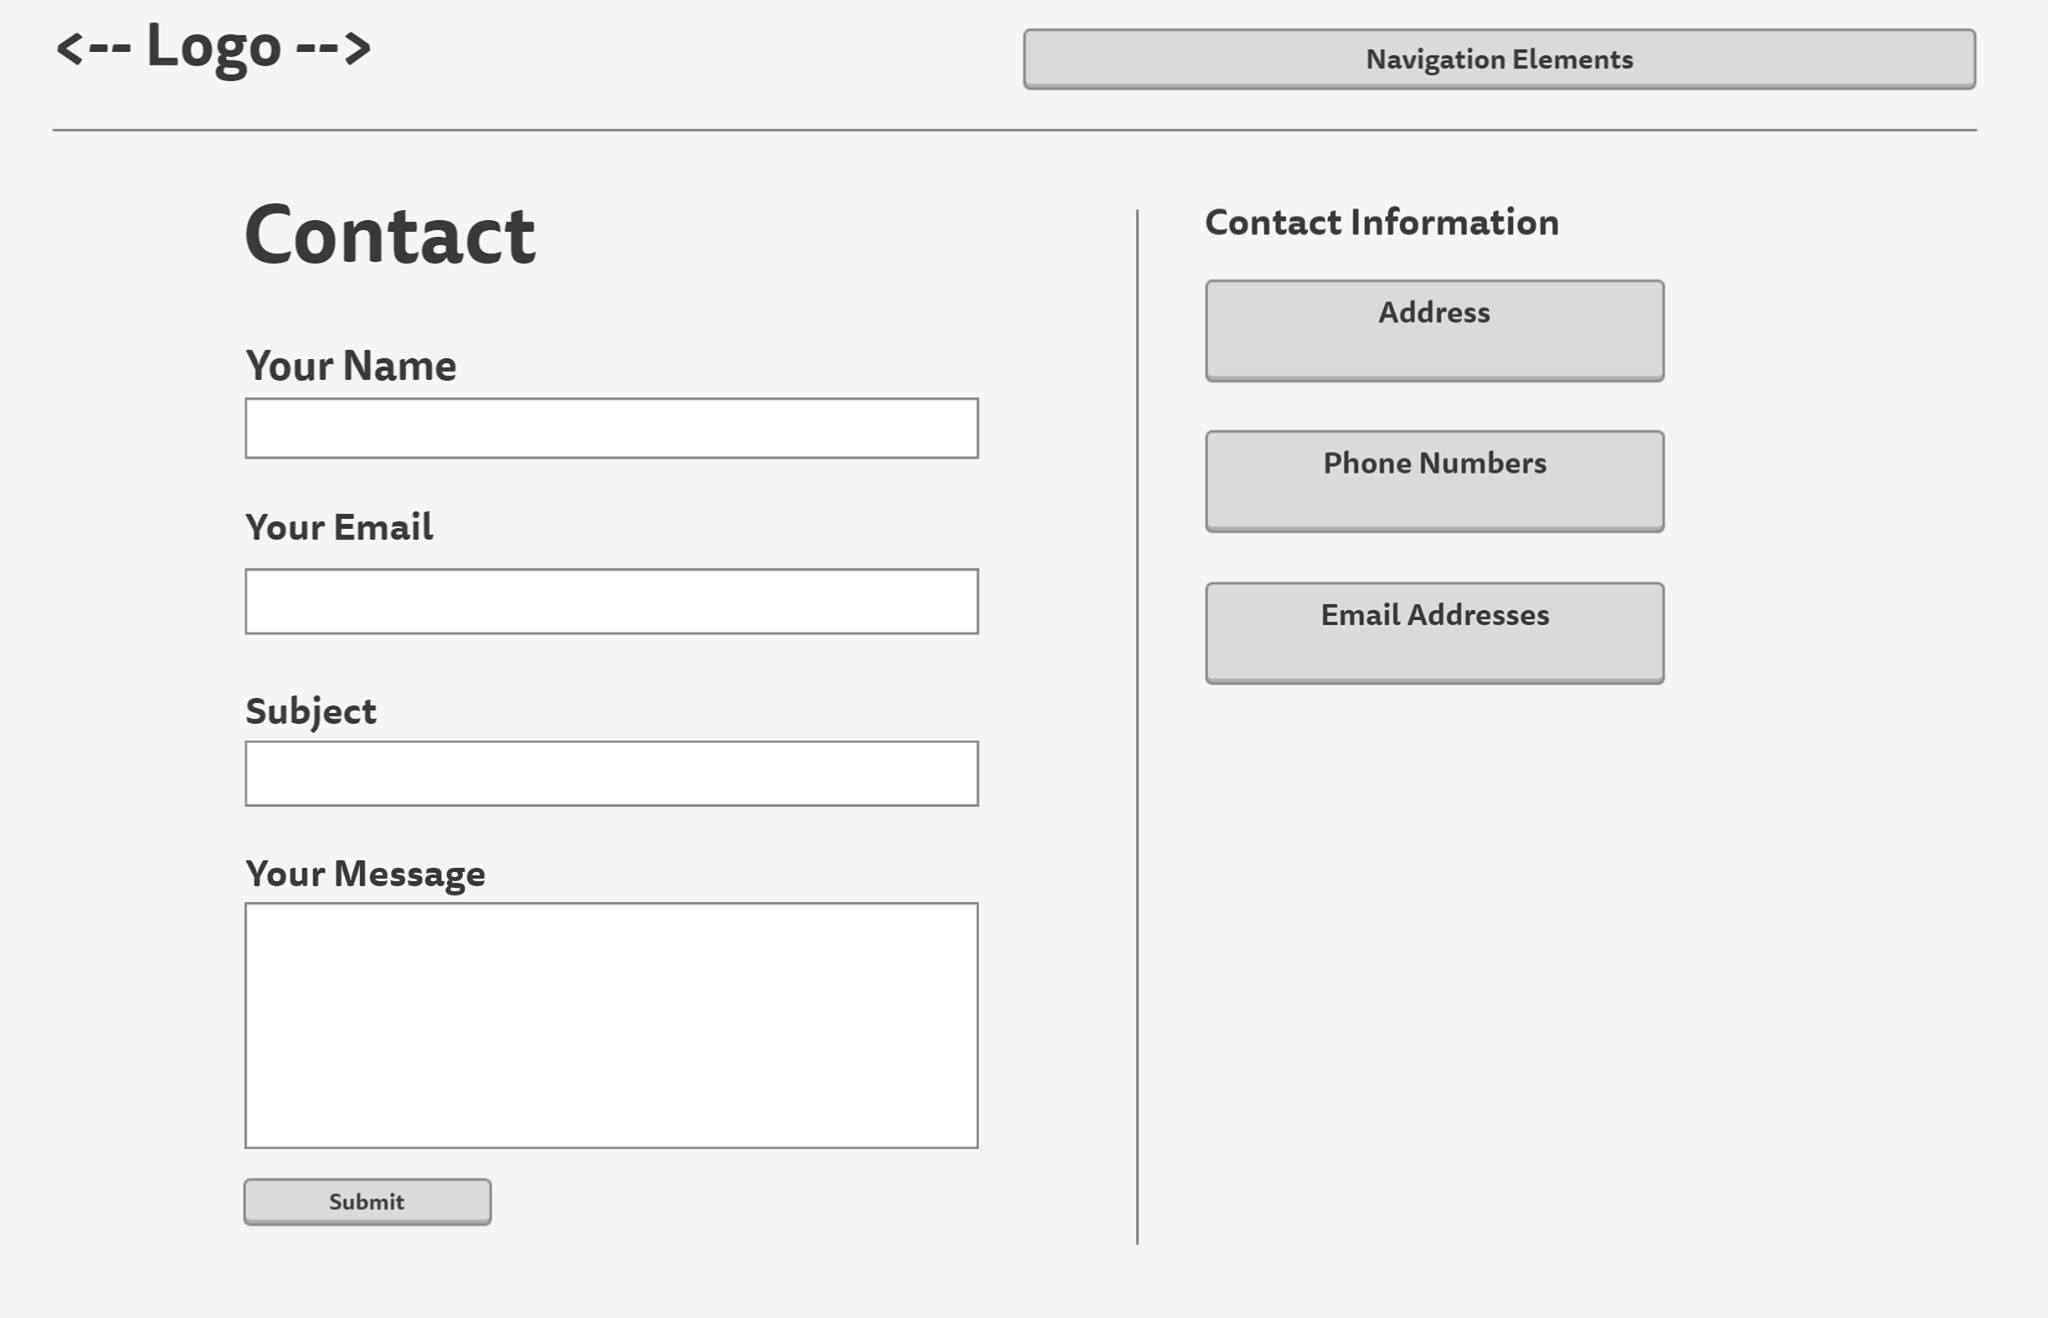 <-- Logo -->
Navigation Elements
Contact
Your Name
Your Email
Subject
Your Message
Submit
Contact Information
Address
Phone Numbers
Email Addresses